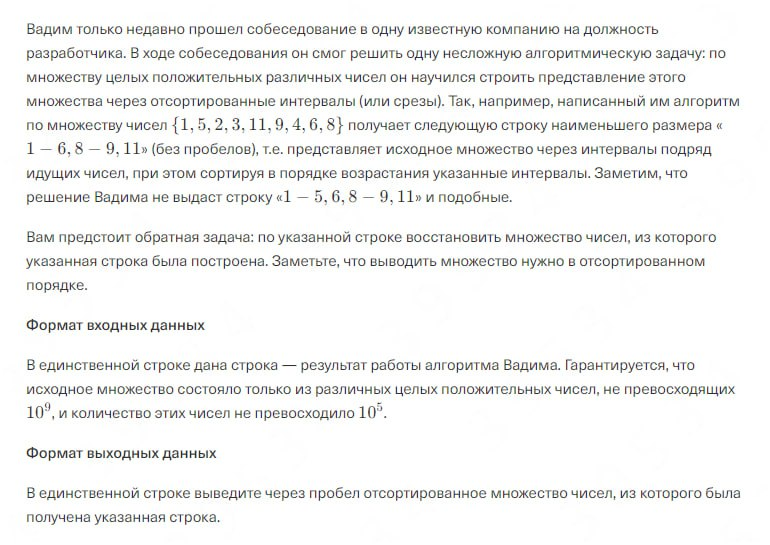 Вадим только недавно прошел собеседование в одну известную компанию на должность
разработчика. В ходе собеседования он смог решить одну несложную алгоритмическую задачу: по
множеству целых положительных различных чисел он научился строить представление этого
множества через отсортированные интервалы (или срезы). Так, например, написанный им алгоритм
по множеству чисел {1, 5, 2, 3, 11, 9, 4, 6, 8} получает следующую строку наименьшего размера «
1 − 6, 8 − 9, 11» (без пробелов), т.е. представляет исходное множество через интервалы подряд
идущих чисел, при этом сортируя в порядке возрастания указанные интервалы. Заметим, что
решение Вадима не выдаст строку «1 − 5, 6, 8 − 9, 11» и подобные.
Вам предстоит обратная задача: по указанной строке восстановить множество чисел, из которого
указанная строка была построена. Заметьте, что выводить множество нужно в отсортированном
порядке.
Формат входных данных
В единственной строке дана строка — результат работы алгоритма Вадима. Гарантируется, что
исходное множество состояло только из различных целых положительных чисел, не превосходящих
10⁹, и количество этих чисел не превосходило 10⁵.
Формат выходных данных
В единственной строке выведите через пробел отсортированное множество чисел, из которого была
получена указанная строка.